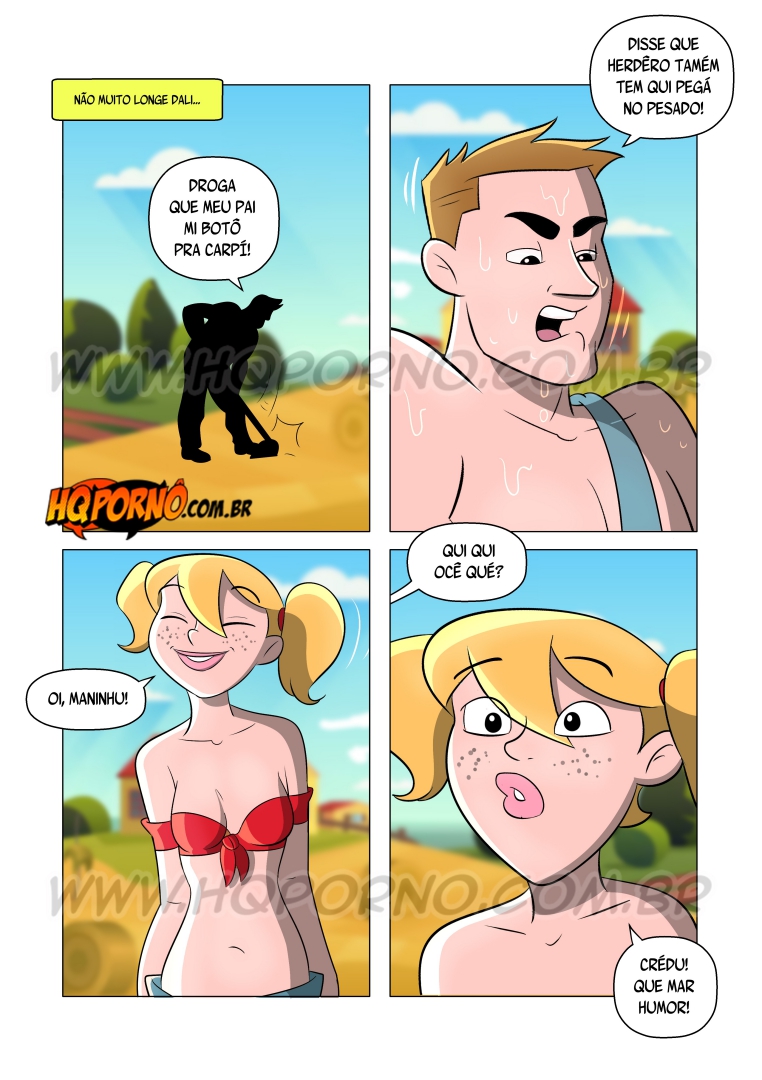 NÃO MUITO LONGE DALI...
DROGA
QUE MEU PAI
MI BOTÔ
PRA CARPÍ!
DISSE QUE
HERDÊRO TAMÉM
TEM QUI PEGÁ
NO PESADO!
WWW.HQPORNO.COM.BR
HQPORNÔ.COM.BR
OI, MANINHU!
QUI QUI
OCÊ QUÉ?
WWW.HQPORNO.COM.BR
CRÉDU!
QUE MAR
HUMOR!